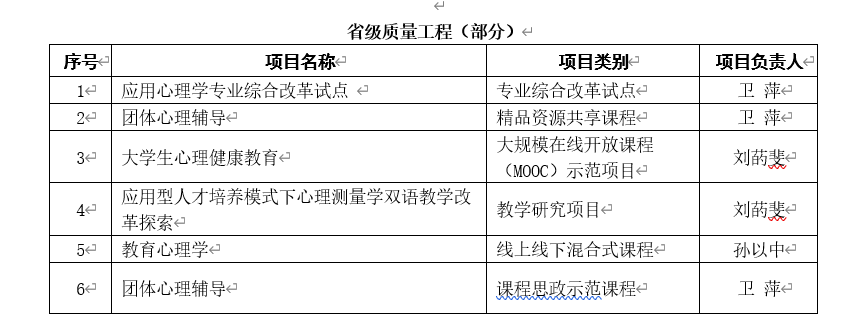 省级质量工程（部分）
序号 项目名称 项目类别 项目负责人
1 应用心理学专业综合改革试点 专业综合改革试点 卫 萍
2 团体心理辅导 精品资源共享课程 卫 萍
3 大学生心理健康教育 大规模在线开放课程
（MOOC）示范项目 刘苪斐
4 应用型人才培养模式下心理测量学双语教学改
革探索 教学研究项目 刘苪斐
5 教育心理学 线上线下混合式课程 孙以中
6 团体心理辅导 课程思政示范课程 卫 萍